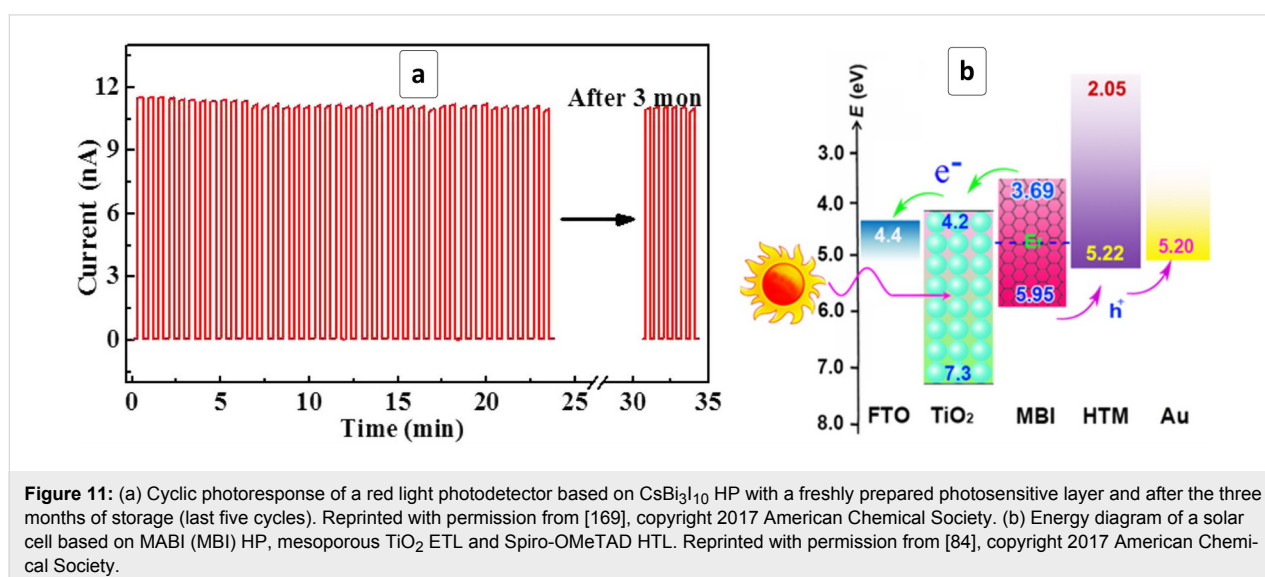 a
12
9
6
3
0
Current (nA)
After 3 mon
0
5
10
15
20
25
30
35
Time (min)
b
E (eV)
3.0
4.0
5.0
6.0
7.0
8.0
e⁻
2.05
3.69
4.2
4.4
5.22
5.20
5.95
h⁺
7.3
FTO TiO₂ MBI HTM Au
Figure 11: (a) Cyclic photoresponse of a red light photodetector based on CsBi₃I₁₀ HP with a freshly prepared photosensitive layer and after the three
months of storage (last five cycles). Reprinted with permission from [169], copyright 2017 American Chemical Society. (b) Energy diagram of a solar
cell based on MABI (MBI) HP, mesoporous TiO₂ ETL and Spiro-OMeTAD HTL. Reprinted with permission from [84], copyright 2017 American Chemi-
cal Society.